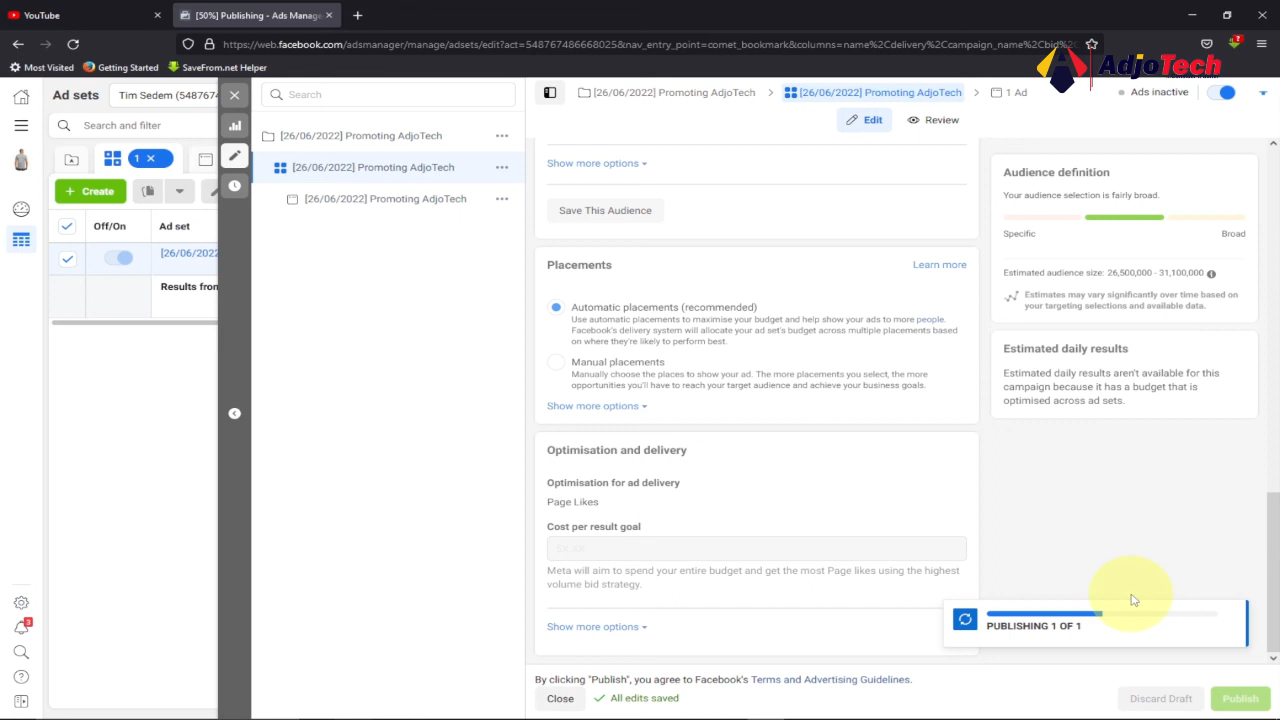 YouTube
[50%] Publishing - Ads Manage
https://web.facebook.com/adsmanager/manage/adsets/edit?act=548767486668025&nav_entry_point=comet_bookmark&columns=name%2Cdelivery%2Ccampaign_name%2Cbid%2C
2
Most Visited
Getting Started
SaveFrom.net Helper
AdjoTech
Ad sets
Tim Sedem (5487674
Search
[26/06/2022] Promoting AdjoTech
[26/06/2022] Promoting AdjoTech
1 Ad
Ads inactive
Search and filter
Edit
Review
[26/06/2022] Promoting AdjoTech
1
[26/06/2022] Promoting AdjoTech
[26/06/2022] Promoting AdjoTech
Create
Off/On
Ad set
[26/06/2022
Results from
Show more options
Save This Audience
Audience definition
Your audience selection is fairly broad.
Specific
Broad
Estimated audience size: 26,500,000 - 31,100,000
Estimates may vary significantly over time based on
your targeting selections and available data.
Placements
Learn more
Automatic placements (recommended)
Use automatic placements to maximise your budget and help show your ads to more people.
Facebook's delivery system will allocate your ad set's budget across multiple placements based
on where they're likely to perform best.
Manual placements
Manually choose the places to show your ad. The more placements you select, the more
opportunities you'll have to reach your target audience and achieve your business goals.
Show more options
Estimated daily results
Estimated daily results aren't available for this
campaign because it has a budget that is
optimised across ad sets.
Optimisation and delivery
Optimisation for ad delivery
Page Likes
Cost per result goal
$X.XX
Meta will aim to spend your entire budget and get the most Page likes using the highest
volume bid strategy.
Show more options
PUBLISHING 1 OF 1
3
By clicking "Publish", you agree to Facebook's Terms and Advertising Guidelines.
Close
All edits saved
Discard Draft
Publish